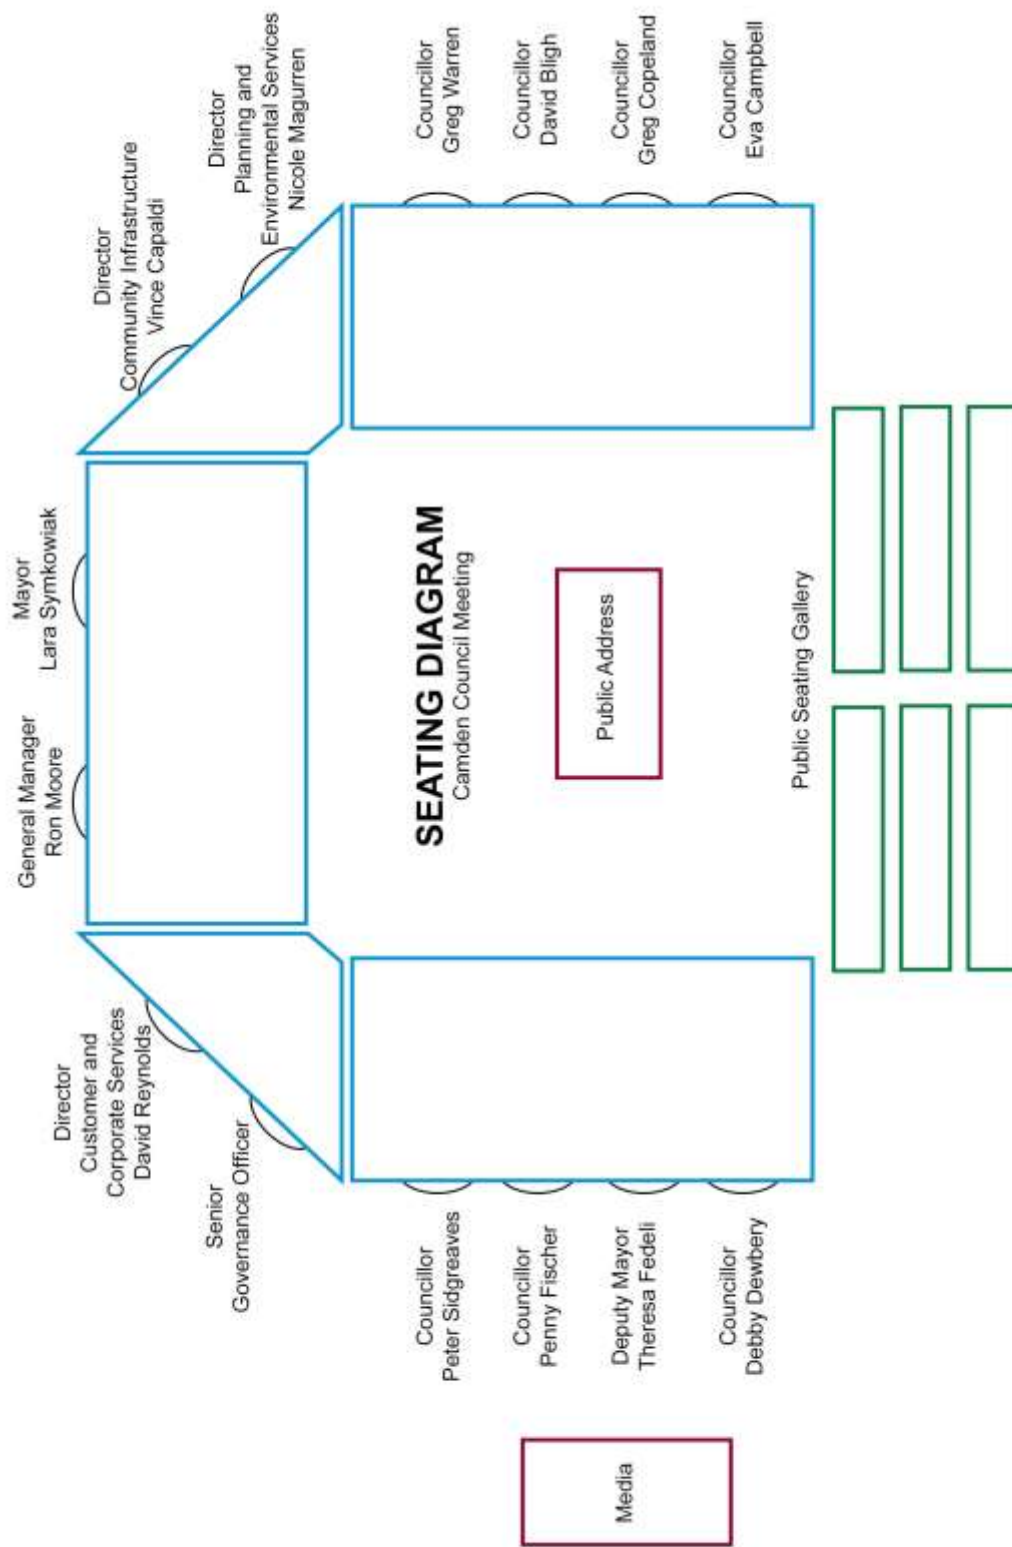 SEATING DIAGRAM
Camden Council Meeting
General Manager
Ron Moore
Mayor
Lara Symkowiak
Director
Customer and
Corporate Services
David Reynolds
Senior
Governance Officer
Director
Community Infrastructure
Vince Capaldi
Director
Planning and
Environmental Services
Nicole Magurren
Councillor
Peter Sidgreaves
Councillor
Penny Fischer
Deputy Mayor
Theresa Fedeli
Councillor
Debby Dewbery
Councillor
Greg Warren
Councillor
David Bligh
Councillor
Greg Copeland
Councillor
Eva Campbell
Media
Public Address
Public Seating Gallery